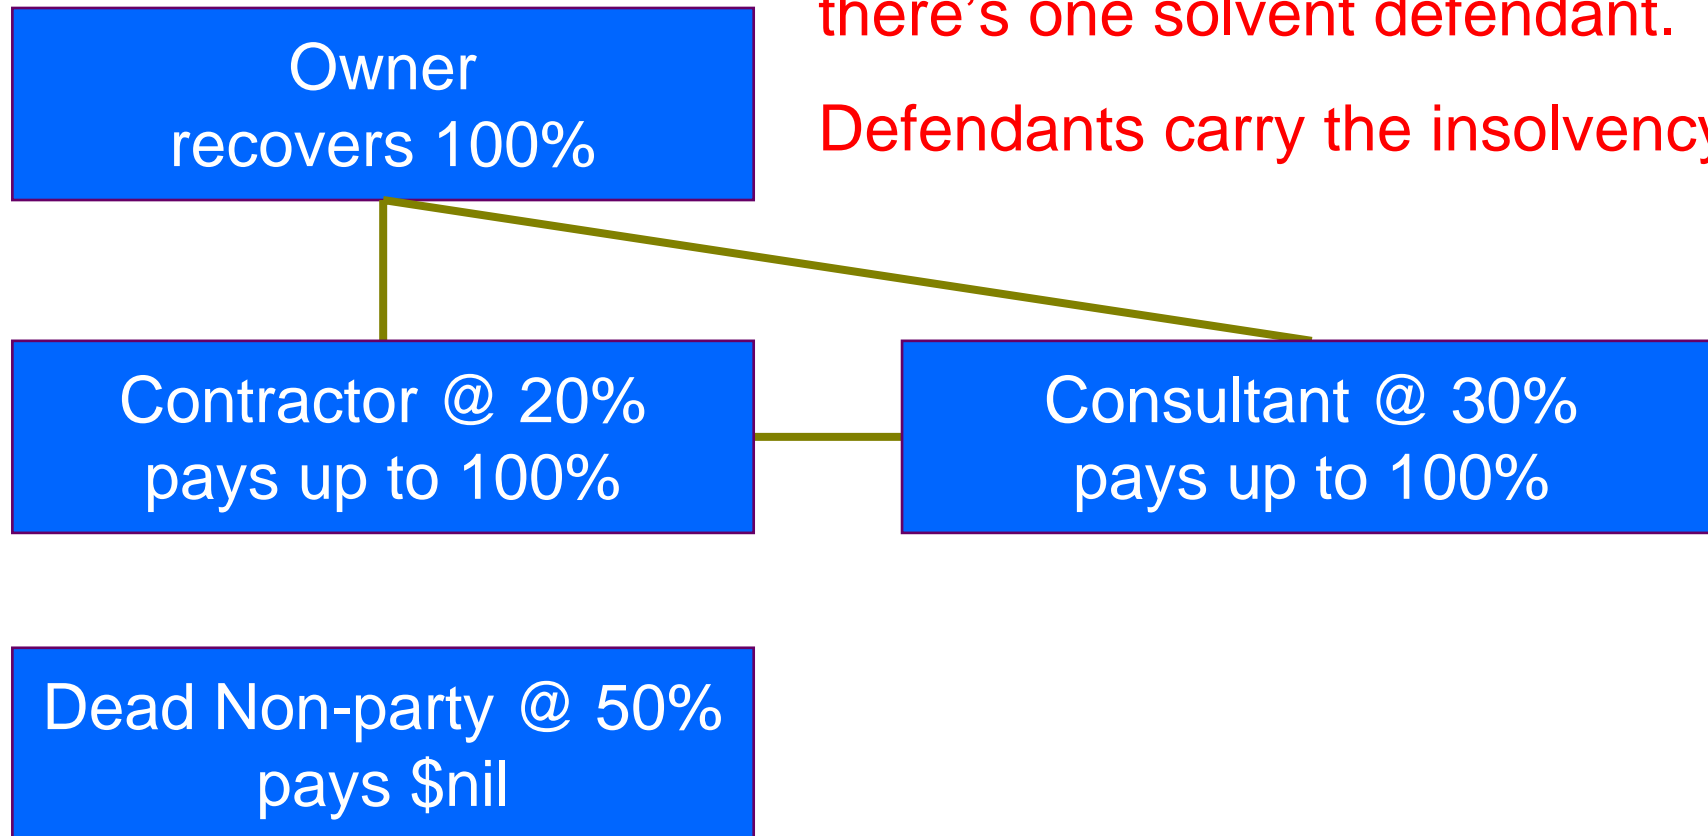 there's one solvent defendant.
Defendants carry the insolvency
Owner
recovers 100%
Contractor @ 20%
pays up to 100%
Consultant @ 30%
pays up to 100%
Dead Non-party @ 50%
pays $nil